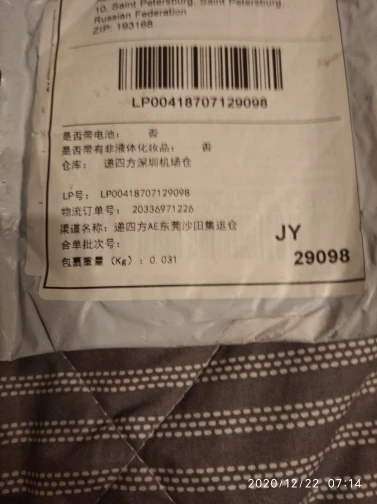 10, Saint Petersburg, Saint Petersburg,
Russian Federation
ZIP: 193168
LP00418707129098
是否带电池： 否
是否带有非液体化妆品： 否
仓库： 递四方深圳机场仓
LP号： LP00418707129098
物流订单号： 20336971226
渠道名称：递四方AE东莞沙田集运仓
合单批次号：
JY
包裹重量（Kg）：0.031
29098
2020/12/22 07:14